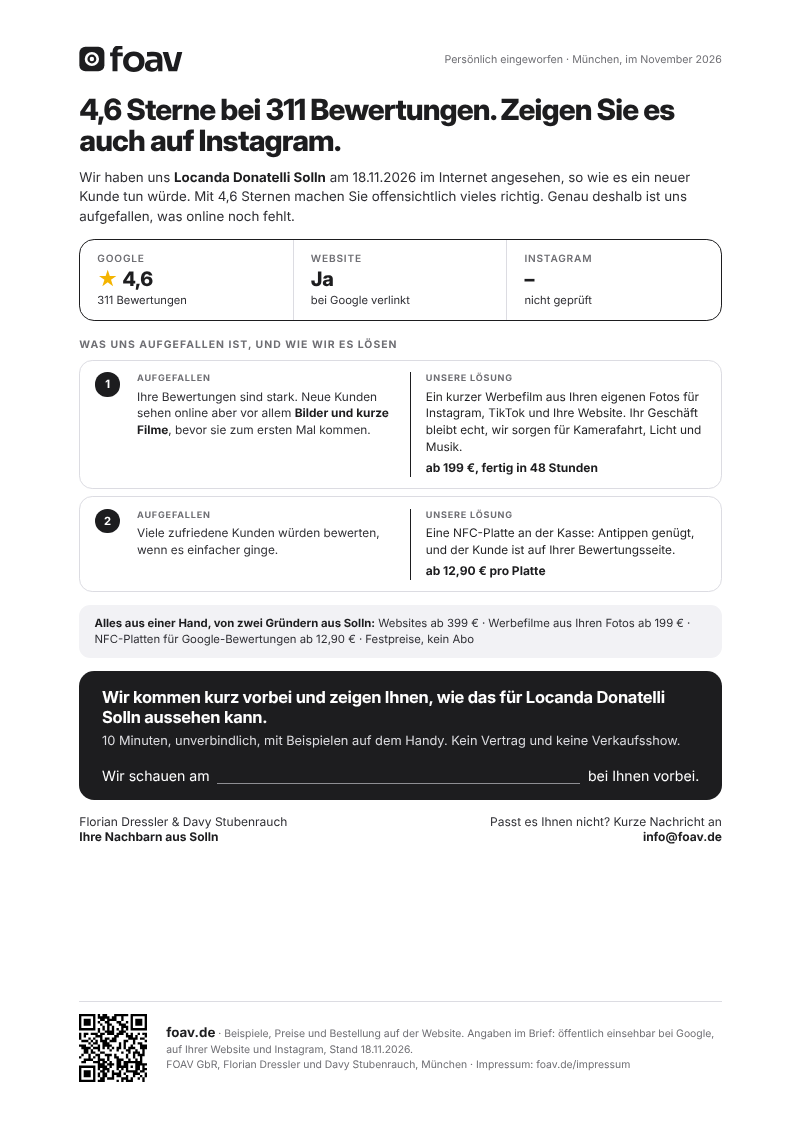 foav
Persönlich eingeworfen · München, im November 2026
4,6 Sterne bei 311 Bewertungen. Zeigen Sie es
auch auf Instagram.
Wir haben uns Locanda Donatelli Solln am 18.11.2026 im Internet angesehen, so wie es ein neuer
Kunde tun würde. Mit 4,6 Sternen machen Sie offensichtlich vieles richtig. Genau deshalb ist uns
aufgefallen, was online noch fehlt.
GOOGLE
★ 4,6
311 Bewertungen
WEBSITE
Ja
bei Google verlinkt
INSTAGRAM
–
nicht geprüft
WAS UNS AUFGEFALLEN IST, UND WIE WIR ES LÖSEN
1
AUFGEFALLEN
Ihre Bewertungen sind stark. Neue Kunden
sehen online aber vor allem Bilder und kurze
Filme, bevor sie zum ersten Mal kommen.
UNSERE LÖSUNG
Ein kurzer Werbefilm aus Ihren eigenen Fotos für
Instagram, TikTok und Ihre Website. Ihr Geschäft
bleibt echt, wir sorgen für Kamerafahrt, Licht und
Musik.
ab 199 €, fertig in 48 Stunden
2
AUFGEFALLEN
Viele zufriedene Kunden würden bewerten,
wenn es einfacher ginge.
UNSERE LÖSUNG
Eine NFC-Platte an der Kasse: Antippen genügt,
und der Kunde ist auf Ihrer Bewertungsseite.
ab 12,90 € pro Platte
Alles aus einer Hand, von zwei Gründern aus Solln: Websites ab 399 € · Werbefilme aus Ihren Fotos ab 199 € ·
NFC-Platten für Google-Bewertungen ab 12,90 € · Festpreise, kein Abo
Wir kommen kurz vorbei und zeigen Ihnen, wie das für Locanda Donatelli
Solln aussehen kann.
10 Minuten, unverbindlich, mit Beispielen auf dem Handy. Kein Vertrag und keine Verkaufsshow.
Wir schauen am bei Ihnen vorbei.
Florian Dressler & Davy Stubenrauch
Ihre Nachbarn aus Solln
Passt es Ihnen nicht? Kurze Nachricht an
info@foav.de
foav.de · Beispiele, Preise und Bestellung auf der Website. Angaben im Brief: öffentlich einsehbar bei Google,
auf Ihrer Website und Instagram, Stand 18.11.2026.
FOAV GbR, Florian Dressler und Davy Stubenrauch, München · Impressum: foav.de/impressum